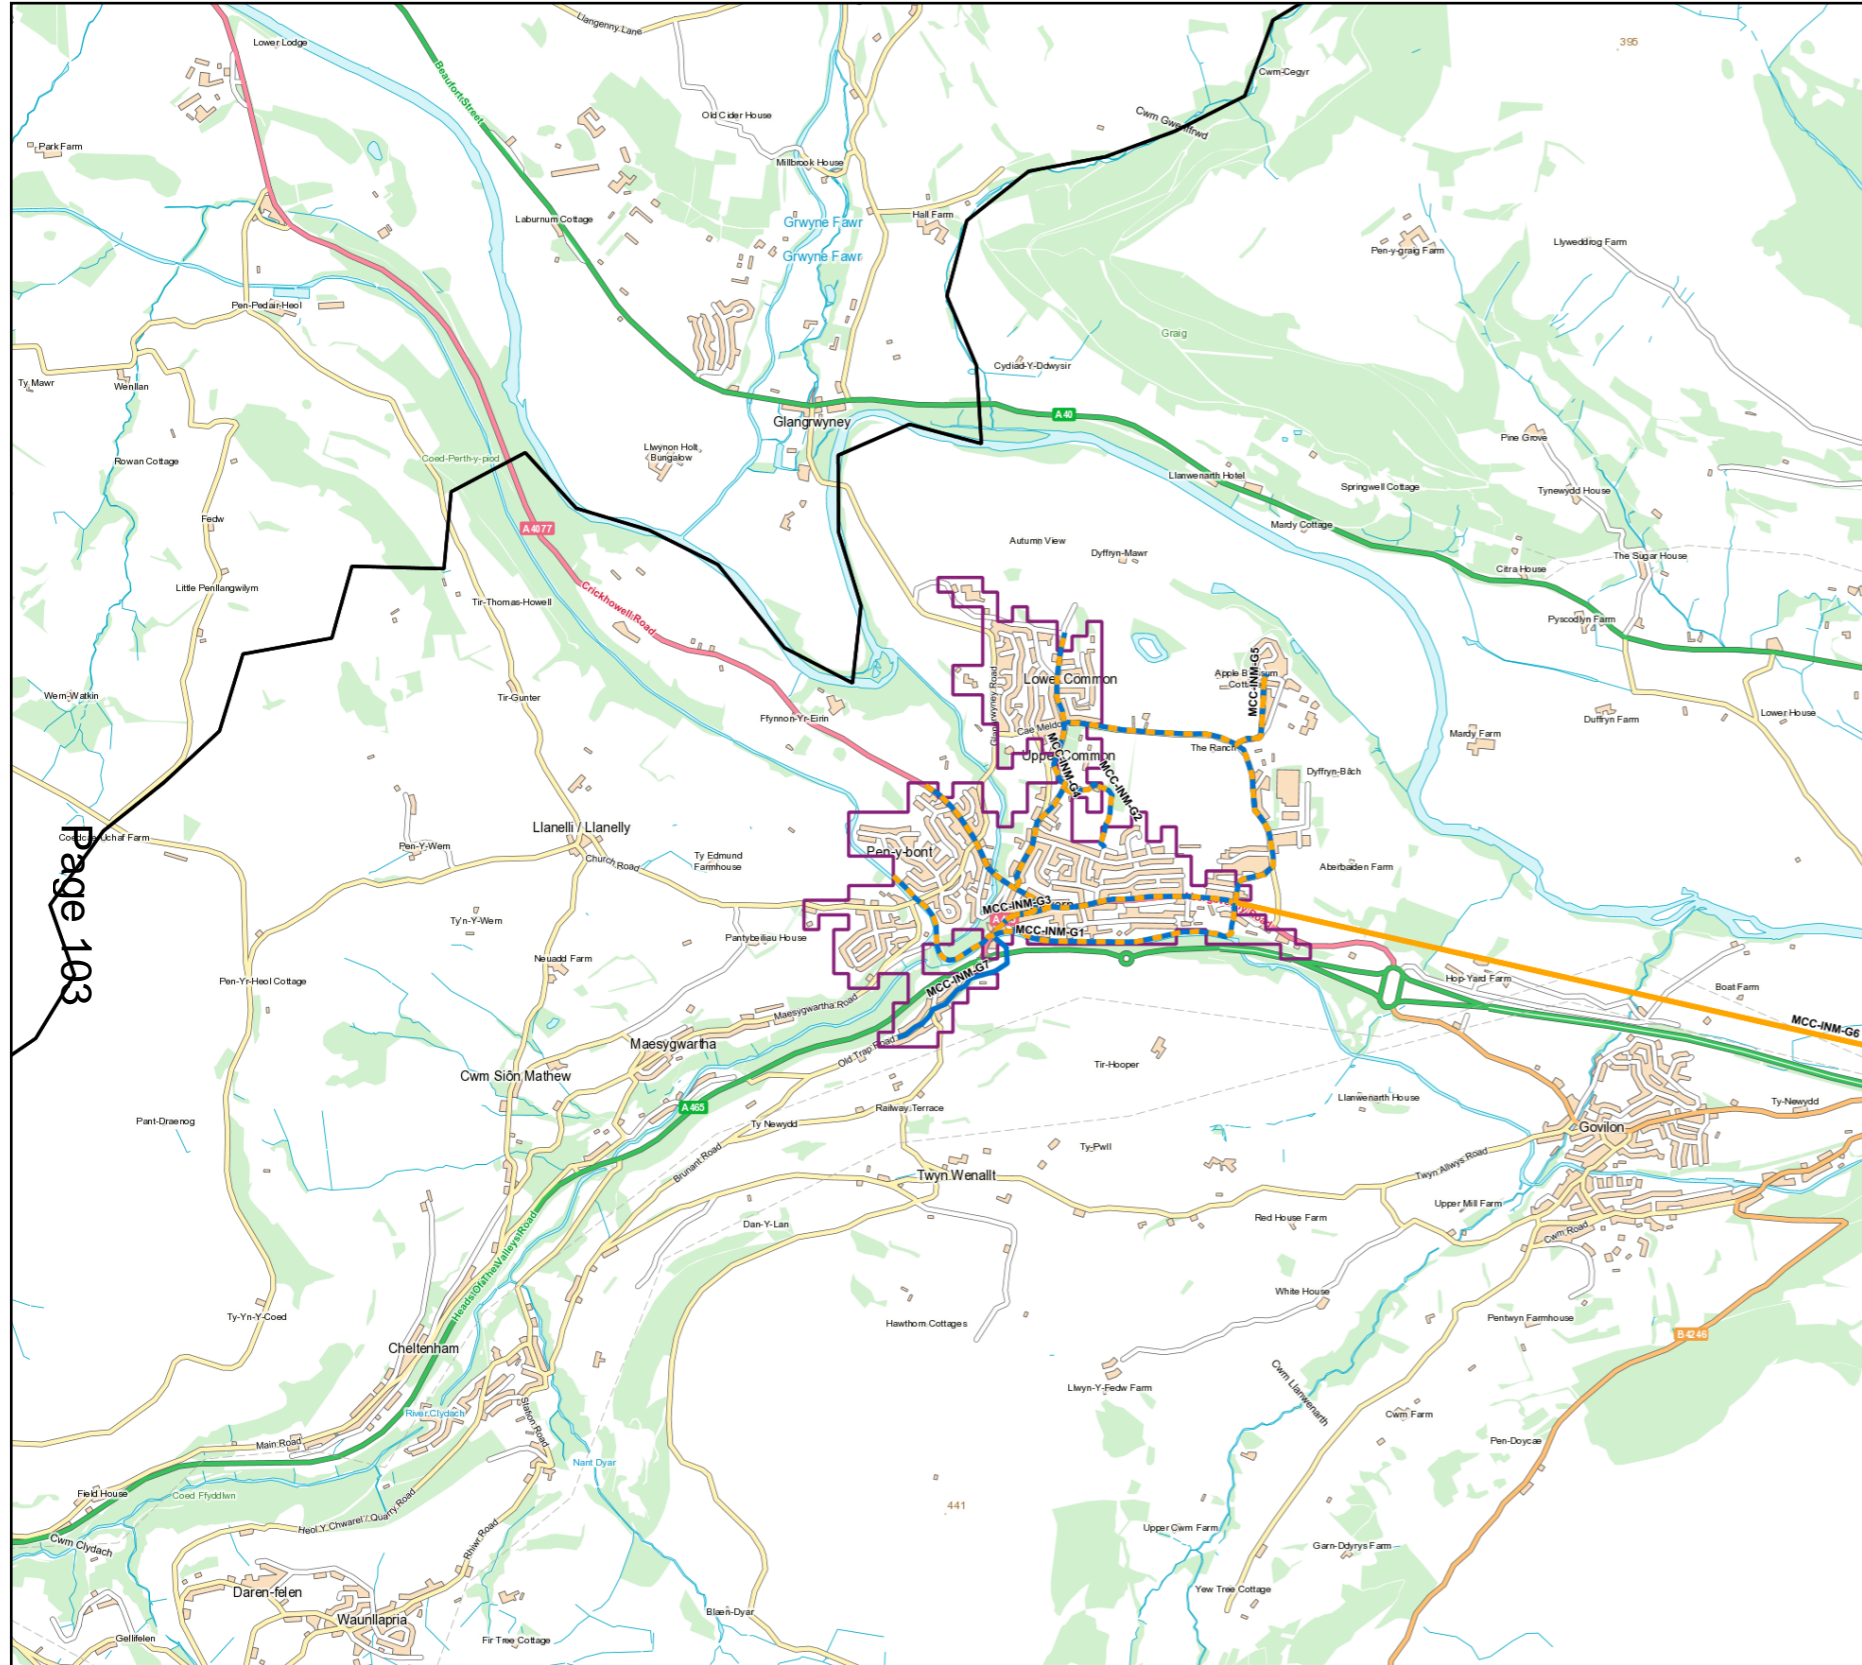 Llangenny Lane
Lower Lodge
395
Beaufort Street
Cwm-Cegyr
Old Cider House
Cwm Gwenffrwd
Park Farm
Millbrook House
Laburnum Cottage
Grwyne Fawr
Hall Farm
Llyweddrog Farm
Pen-y-graig Farm
Grwyne Fawr
Pen-Pedair-Heol
Graig
Cydiad-Y-Ddwysir
Ty Mawr
Wenllan
A40
Glangrwyney
Pine Grove
Llwynon Holt
Bungalow
Coed-Perth-y-piod
Rowan Cottage
Llanwenarth Hotel
Springwell Cottage
Tynewydd House
Fedw
A4077
Mardy Cottage
Autumn View
Dyffryn-Mawr
The Sugar House
Citra House
Little Penllangwilym
Tir-Thomas-Howell
Crickhowell Road
Pyscodlyn Farm
MCC-INM-G5
Wern-Watkin
Tir-Gunter
Glangrwyney Road
Lower Common
Ffynnon-Yr-Eirin
Duffryn Farm
Lower House
Mardy Farm
The Ranch
Upper Common
MCC-INM-G4
MCC-INM-G2
Dyffryn-Bâch
Coedcae Uchaf Farm
Page 103
Llanelli / Llanelly
Pen-Y-Wern
Church Road
Ty Edmund
Farmhouse
Pen-y-bont
Aberbaiden Farm
Ty'n-Y-Wern
MCC-INM-G3
MCC-INM-G1
Pantybeiliau House
Neuadd Farm
MCC-INM-G7
Pen-Yr-Heol Cottage
Hop-Yard Farm
Boat Farm
Maesygwartha Road
MCC-INM-G6
Maesygwartha
Old Trap Road
Tir-Hooper
Cwm Siôn Mathew
A465
Railway Terrace
Llanwenarth House
Ty-Newydd
Pant-Draenog
Ty Newydd
Govilon
Ty-Pwll
Brunant Road
Twyn Wenallt
Twyn Allwys Road
Upper Mill Farm
Dan-Y-Lan
Red House Farm
Cwm Road
Heads Of The Valleys Road
White House
Ty-Yn-Y-Coed
Hawthorn Cottages
Pentwyn Farmhouse
B4246
Cheltenham
Cwm Llanwenarth
Llwyn-Y-Fedw Farm
River Clydach
Station Road
Cwm Farm
Main Road
Pen-Doycae
Nant Dyar
Field House
Coed Ffyddlwn
441
Heol Y Chwarel / Quarry Road
Rhiw Road
Cwm Clydach
Upper Cwm Farm
Garn-Ddyrys Farm
Daren-felen
Yew Tree Cottage
Waunllapria
Blaen-Dyar
Gellifelen
Fir Tree Cottage